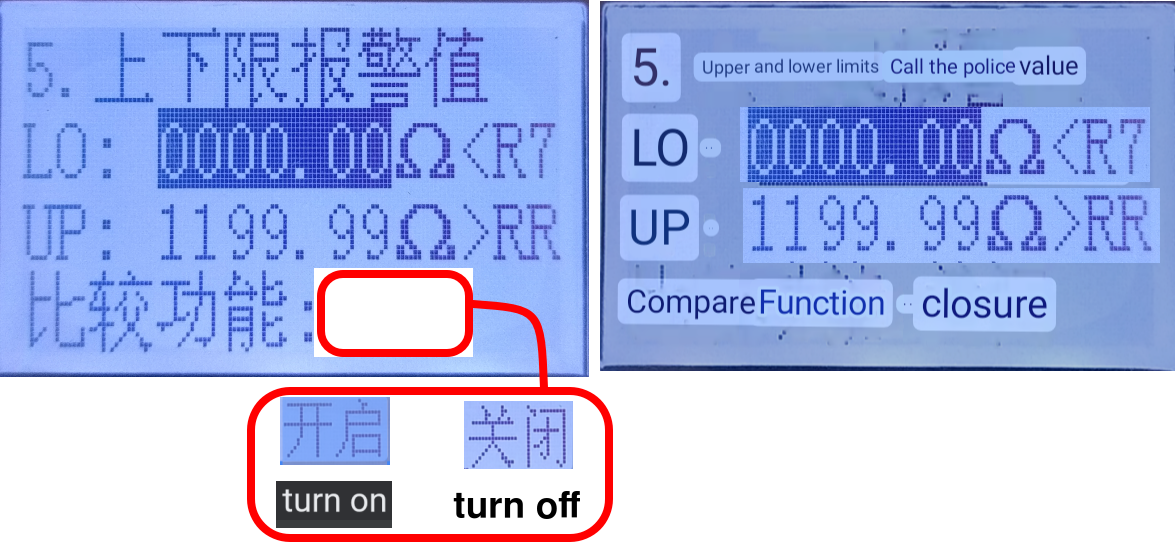 5.上下限报警值
LO: 0000.00Ω<R7
UP: 1199.99Ω>RR
比较功能:
开启 关闭
turn on turn off
5. Upper and lower limits Call the police value
LO 0000.00Ω<R7
UP 1199.99Ω>RR
Compare Function closure